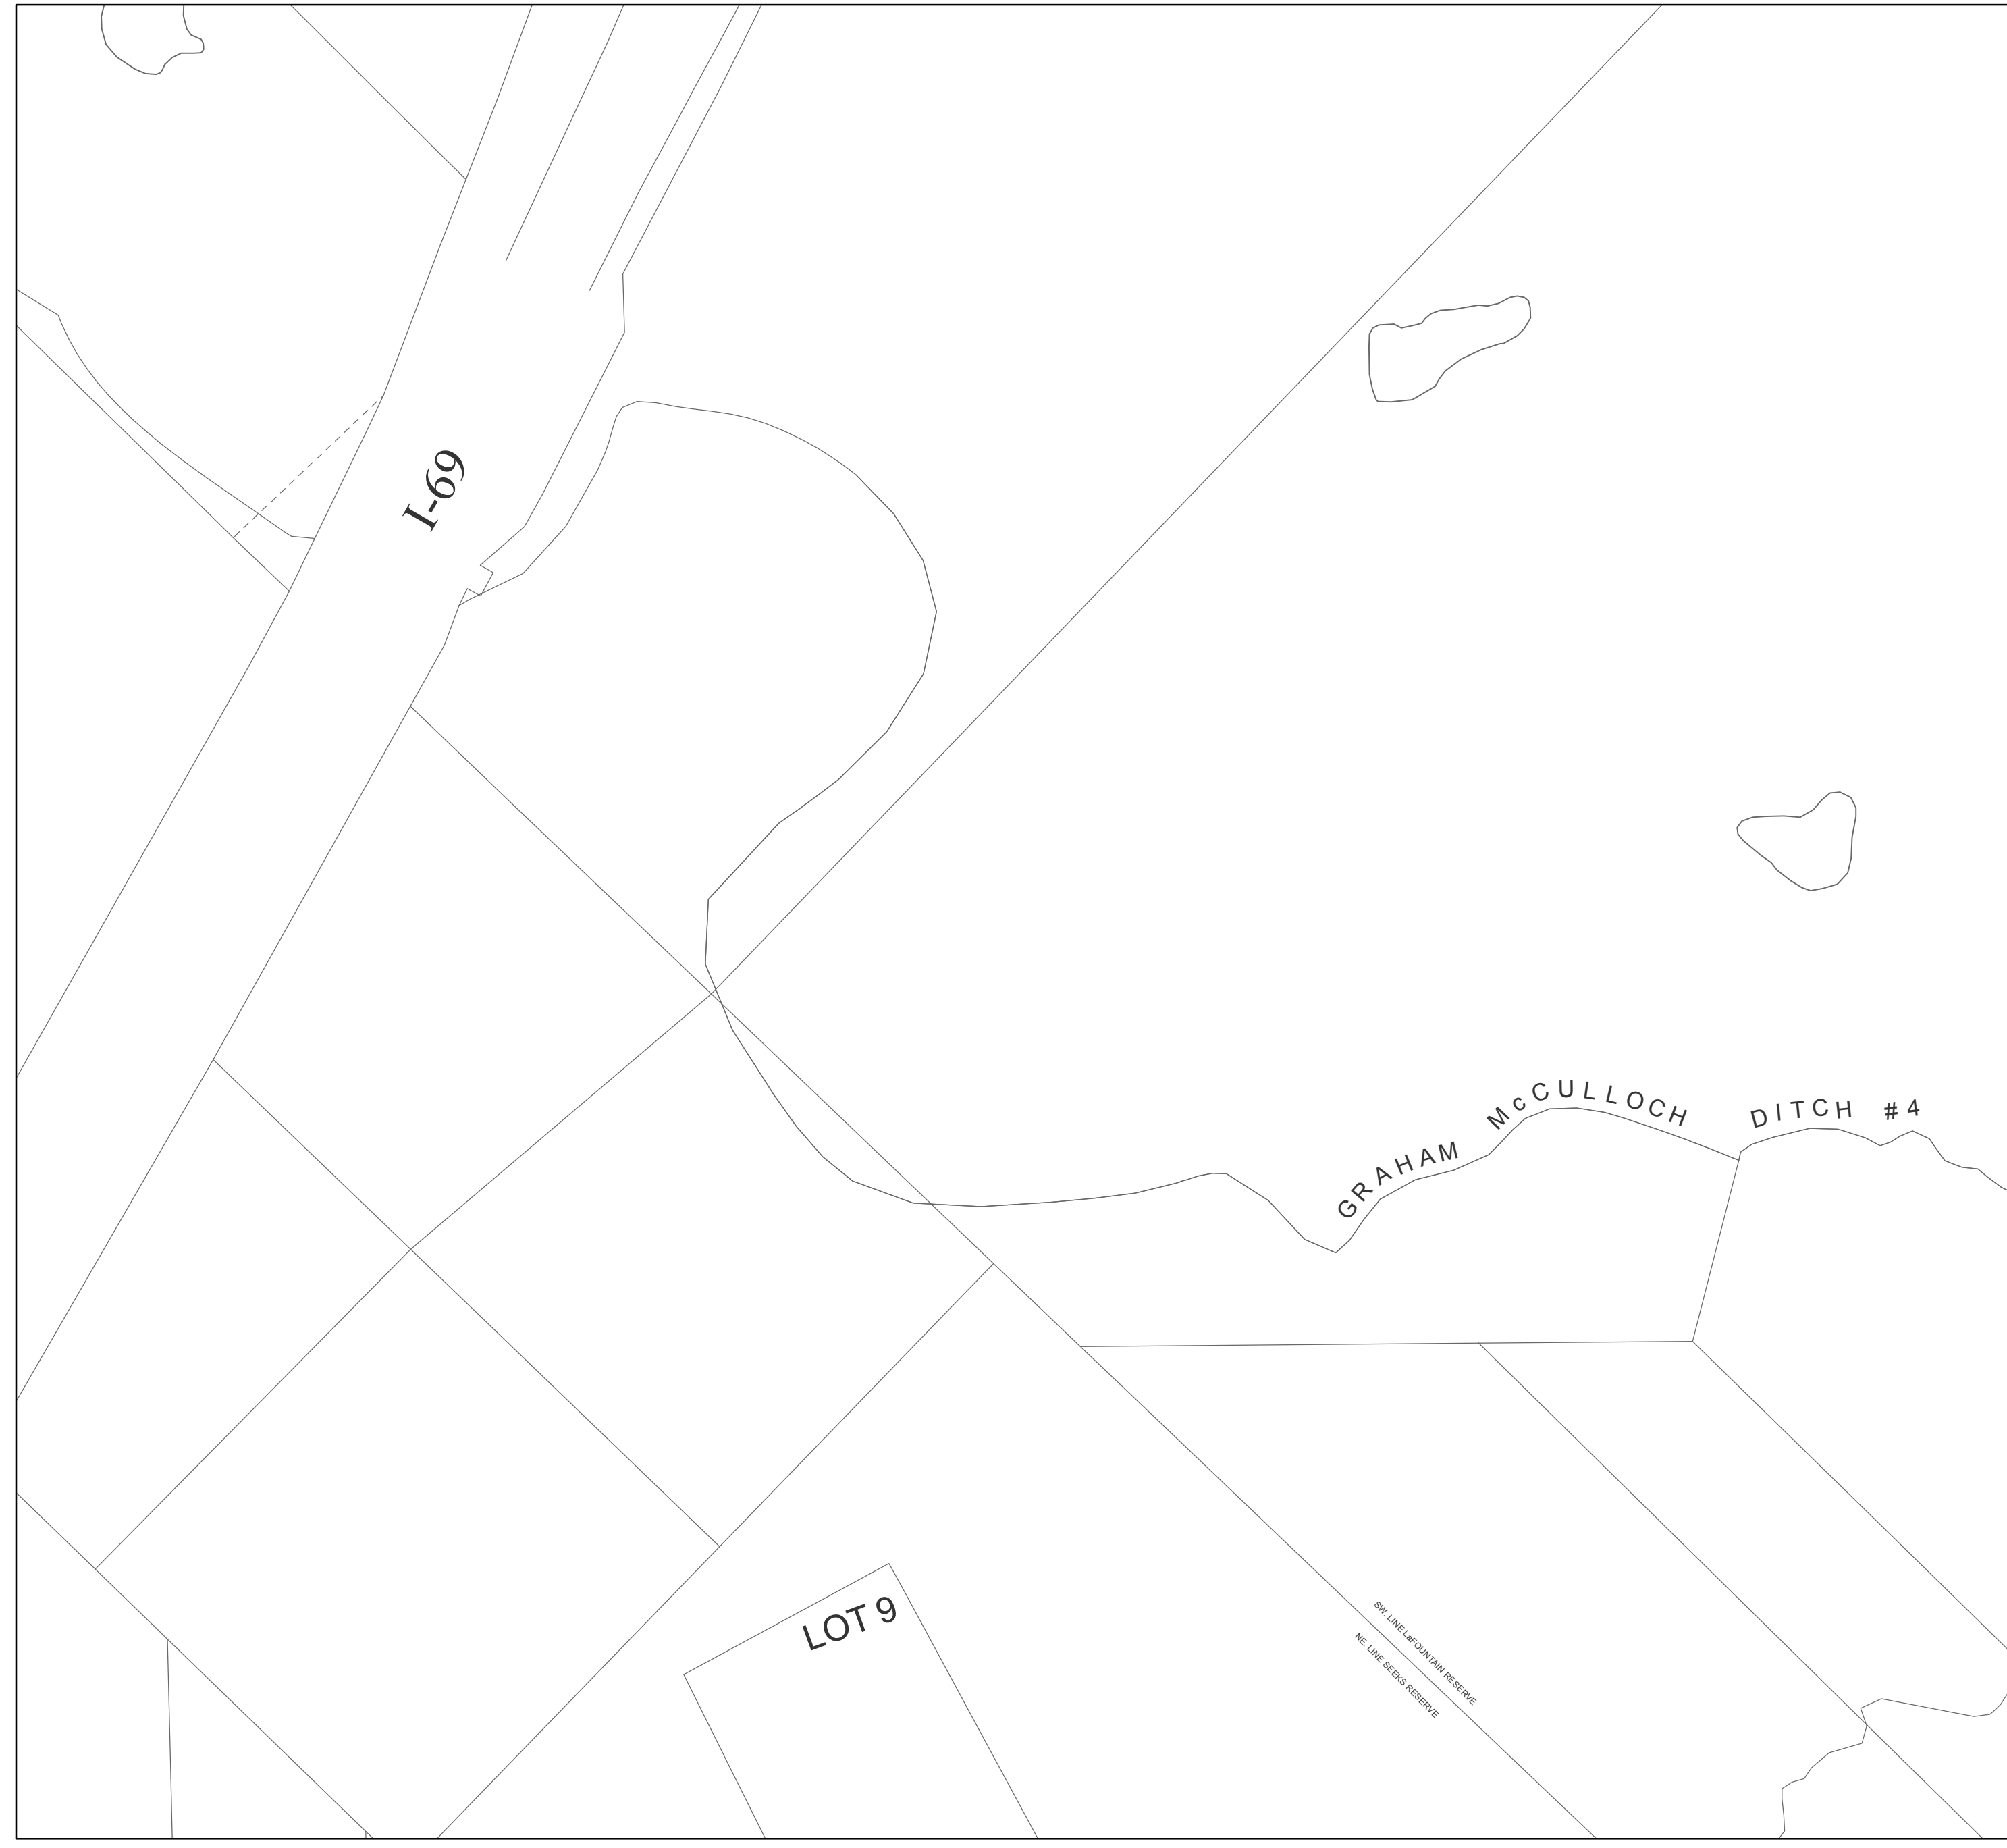 I-69
GRAHAM McCULLOCH DITCH #4
LOT 9
SW. LINE LaFOUNTAIN RESERVE
NE. LINE SEEKS RESERVE